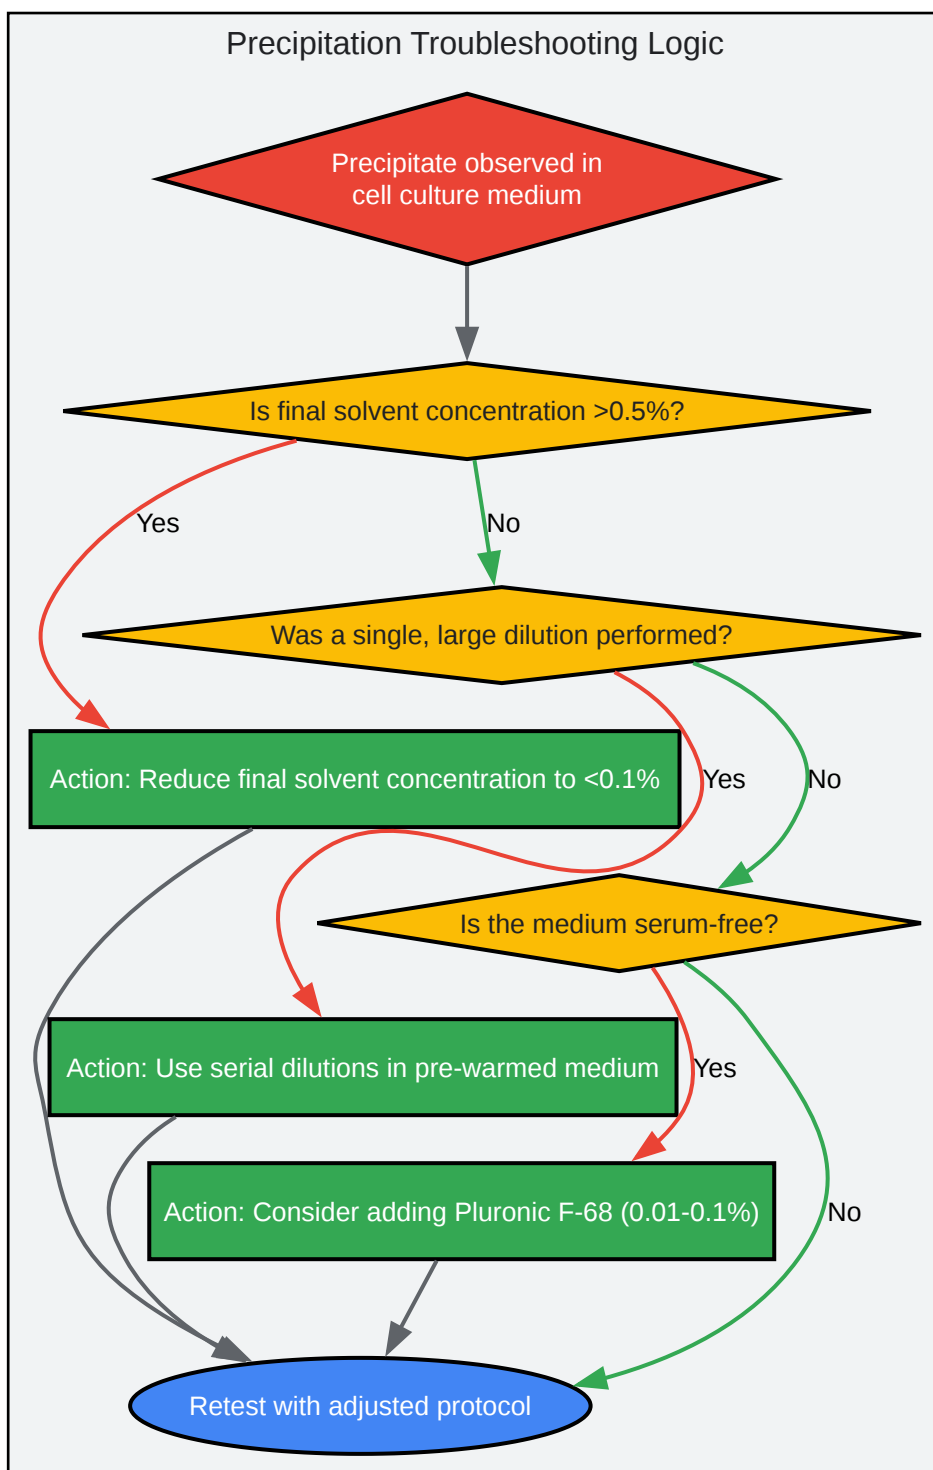 Precipitation Troubleshooting Logic
Precipitate observed in
cell culture medium
Is final solvent concentration >0.5%?
Yes
No
Was a single, large dilution performed?
Action: Reduce final solvent concentration to <0.1%
Yes
No
Is the medium serum-free?
Action: Use serial dilutions in pre-warmed medium
Yes
Action: Consider adding Pluronic F-68 (0.01-0.1%)
No
Retest with adjusted protocol